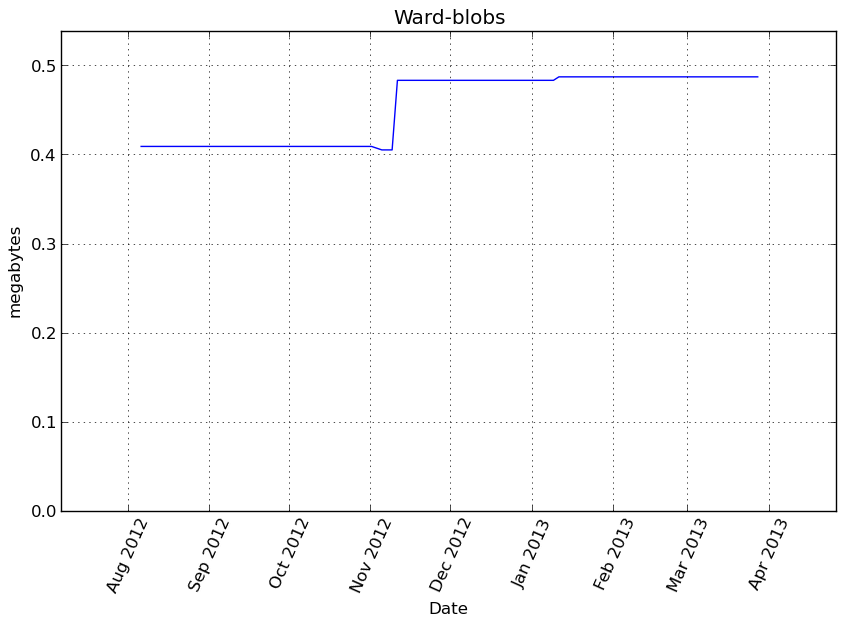 Ward-blobs
0.5
0.4
0.3
0.2
0.1
0.0
megabytes
Aug 2012
Sep 2012
Oct 2012
Nov 2012
Dec 2012
Jan 2013
Feb 2013
Mar 2013
Apr 2013
Date